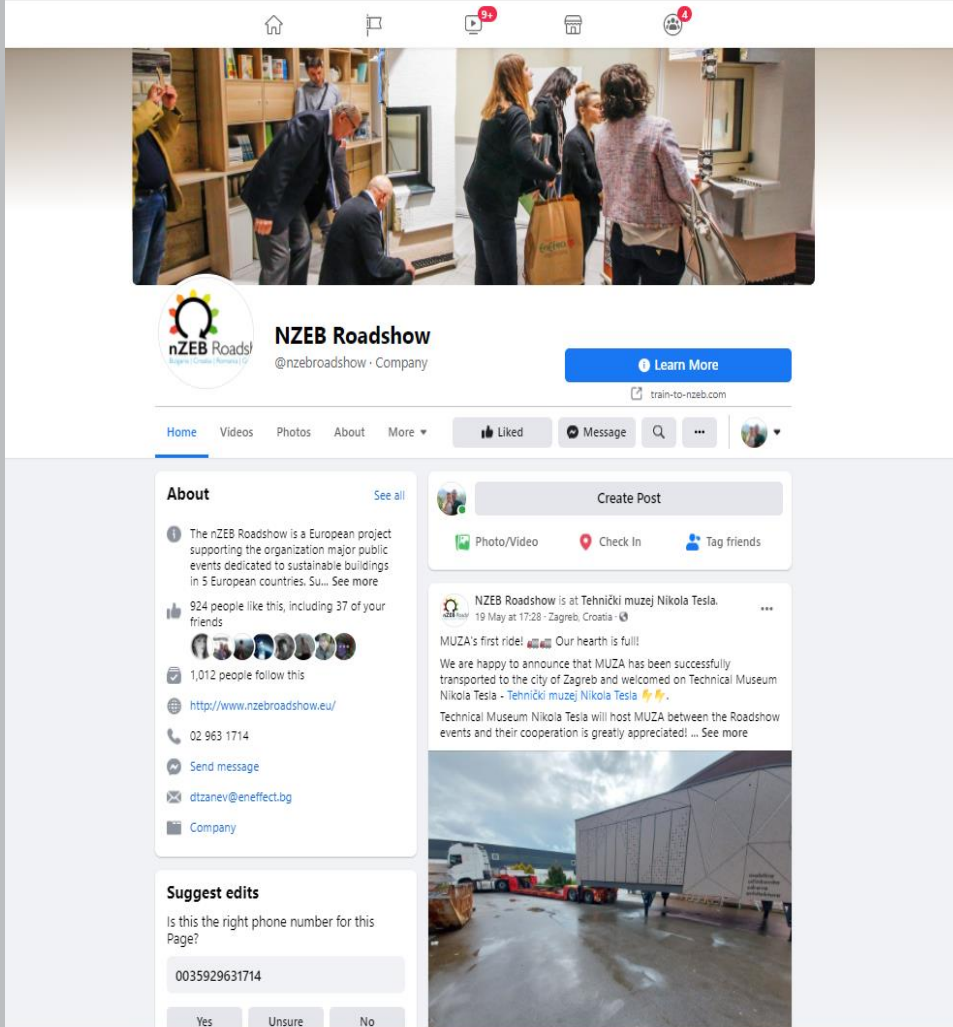 9+
4
nZEB Roads
NZEB Roadshow
@nzebroadshow · Company
Learn More
train-to-nzeb.com
Home Videos Photos About More
Liked Message
About See all
The nZEB Roadshow is a European project
supporting the organization major public
events dedicated to sustainable buildings
in 5 European countries. Su... See more
924 people like this, including 37 of your
friends
1,012 people follow this
http://www.nzebroadshow.eu/
02 963 1714
Send message
dtzanev@eneffect.bg
Company
Suggest edits
Is this the right phone number for this
Page?
0035929631714
Yes Unsure No
Create Post
Photo/Video Check In Tag friends
NZEB Roadshow is at Tehnički muzej Nikola Tesla.
19 May at 17:28 · Zagreb, Croatia ·
MUZA's first ride! Our hearth is full!
We are happy to announce that MUZA has been successfully
transported to the city of Zagreb and welcomed on Technical Museum
Nikola Tesla - Tehnički muzej Nikola Tesla .
Technical Museum Nikola Tesla will host MUZA between the Roadshow
events and their cooperation is greatly appreciated! ... See more